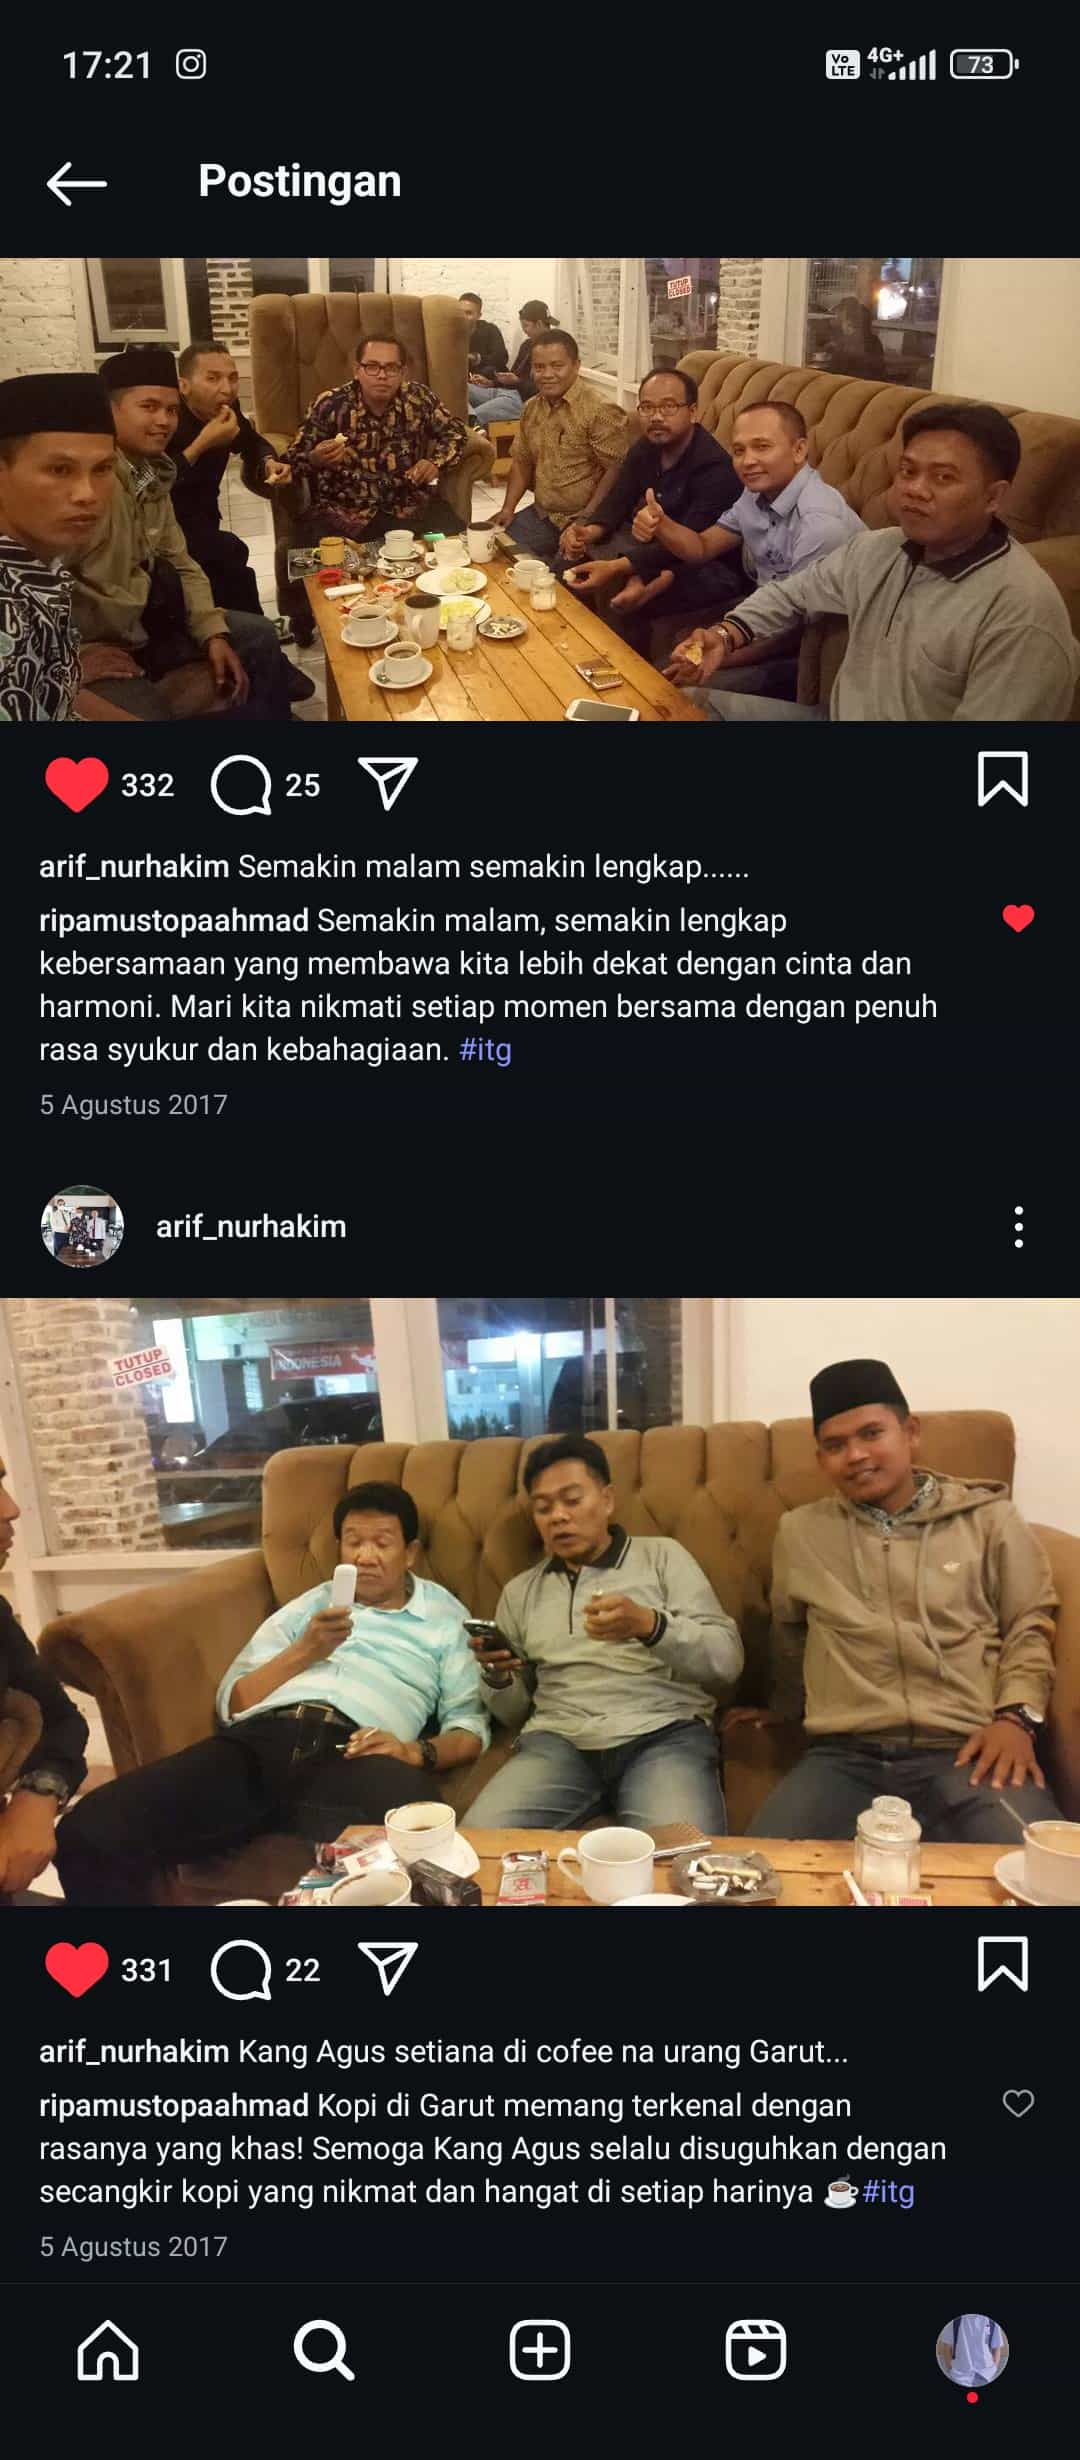 17:21
Vo LTE 4G+ 73
Postingan
TUTUP
CLOSED
332 25
arif_nurhakim Semakin malam semakin lengkap......
ripamustopaahmad Semakin malam, semakin lengkap
kebersamaan yang membawa kita lebih dekat dengan cinta dan
harmoni. Mari kita nikmati setiap momen bersama dengan penuh
rasa syukur dan kebahagiaan. #itg
5 Agustus 2017
arif_nurhakim
TUTUP
CLOSED
INDONESIA
331 22
arif_nurhakim Kang Agus setiana di cofee na urang Garut...
ripamustopaahmad Kopi di Garut memang terkenal dengan
rasanya yang khas! Semoga Kang Agus selalu disuguhkan dengan
secangkir kopi yang nikmat dan hangat di setiap harinya ☕#itg
5 Agustus 2017